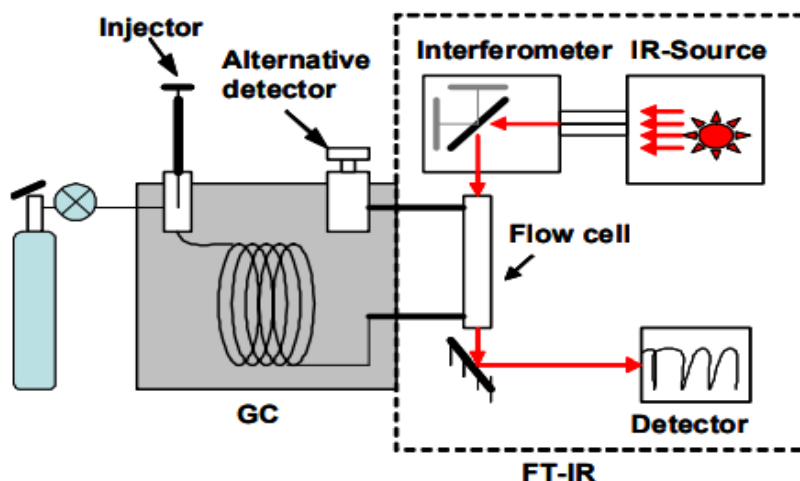 Injector
Alternative
detector
Interferometer
IR-Source
Flow cell
GC
Detector
FT-IR